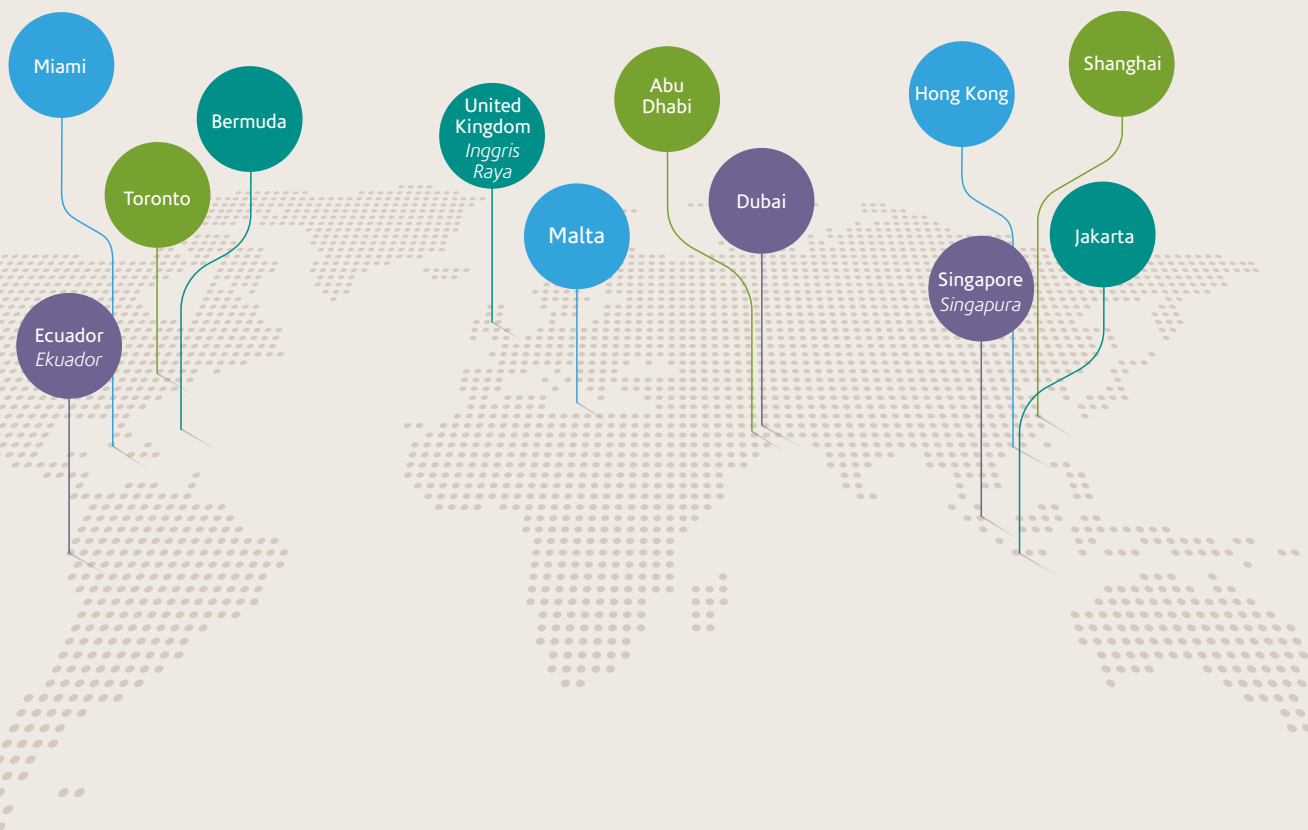 Miami
Toronto
Bermuda
Ecuador
Ekuador
United
Kingdom
Inggris
Raya
Malta
Abu
Dhabi
Dubai
Hong Kong
Shanghai
Singapore
Singapura
Jakarta